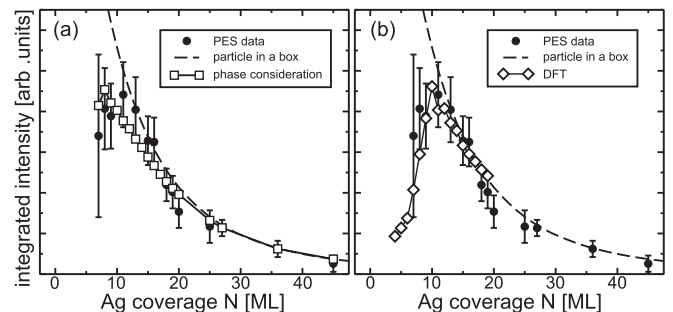 (a)
PES data
particle in a box
phase consideration
(b)
PES data
particle in a box
DFT
integrated intensity [arb .units]
0 10 20 30 40
0 10 20 30 40
Ag coverage N [ML]
Ag coverage N [ML]